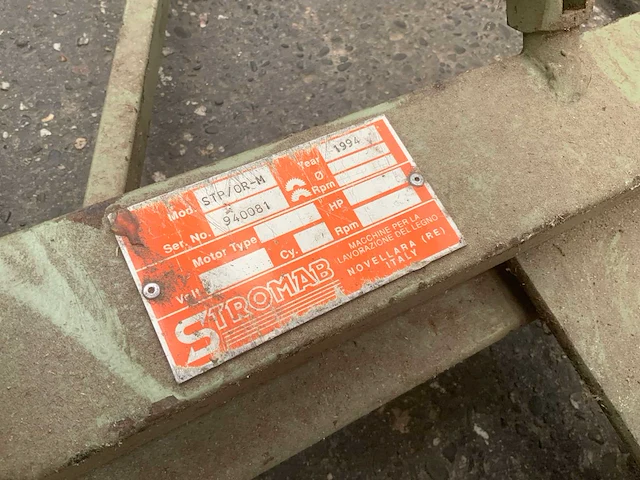 Mod. STP/OR-M Year 1994
Ser. No. 940081 Ø Rpm
Motor Type HP
Volt. Cy. Rpm
STROMAB
MACCHINE PER LA
LAVORAZIONE DEL LEGNO
NOVELLARA (RE)
ITALY